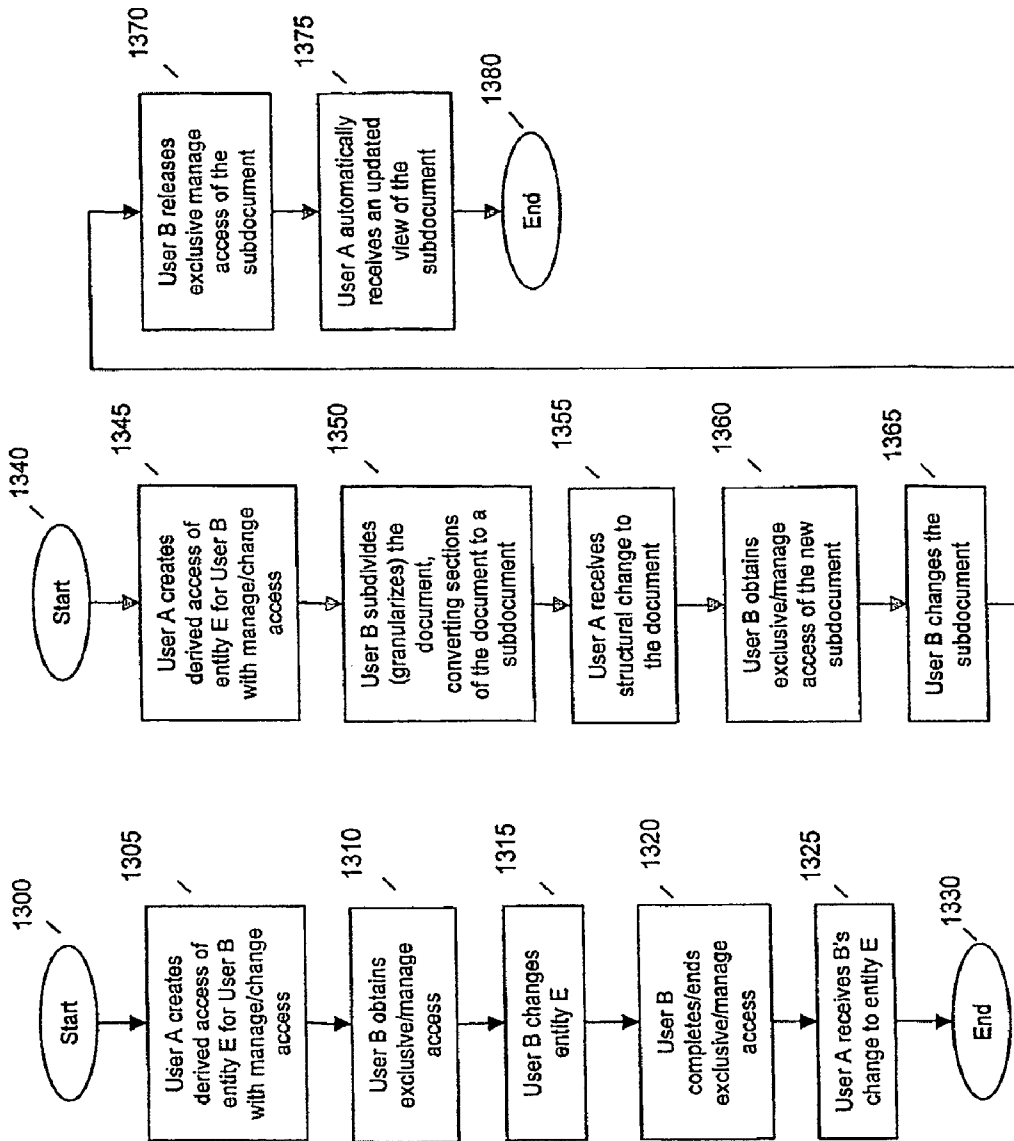 1300
Start
1305
User A creates
derived access of
entity E for User B
with manage/change
access
1310
User B obtains
exclusive/manage
access
1315
User B changes
entity E
1320
User B
completes/ends
exclusive/manage
access
1325
User A receives B's
change to entity E
1330
End
1340
Start
1345
User A creates
derived access of
entity E for User B
with manage/change
access
1350
User B subdivides
(granularizes) the
document,
converting sections
of the document to a
subdocument
1355
User A receives
structural change to
the document
1360
User B obtains
exclusive/manage
access of the new
subdocument
1365
User B changes the
subdocument
1370
User B releases
exclusive manage
access of the
subdocument
1375
User A automatically
receives an updated
view of the
subdocument
1380
End